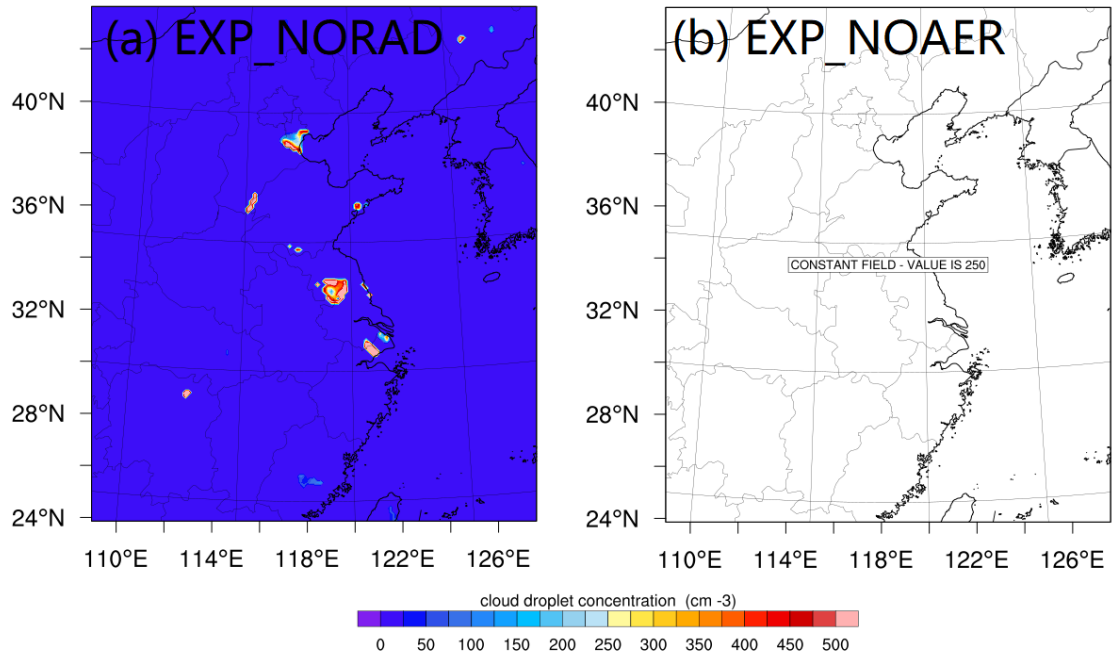 (a) EXP_NORAD
(b) EXP_NOAER
40°N
36°N
32°N
28°N
24°N
110°E 114°E 118°E 122°E 126°E
40°N
36°N
32°N
28°N
24°N
CONSTANT FIELD - VALUE IS 250
110°E 114°E 118°E 122°E 126°E
cloud droplet concentration (cm -3)
0 50 100 150 200 250 300 350 400 450 500